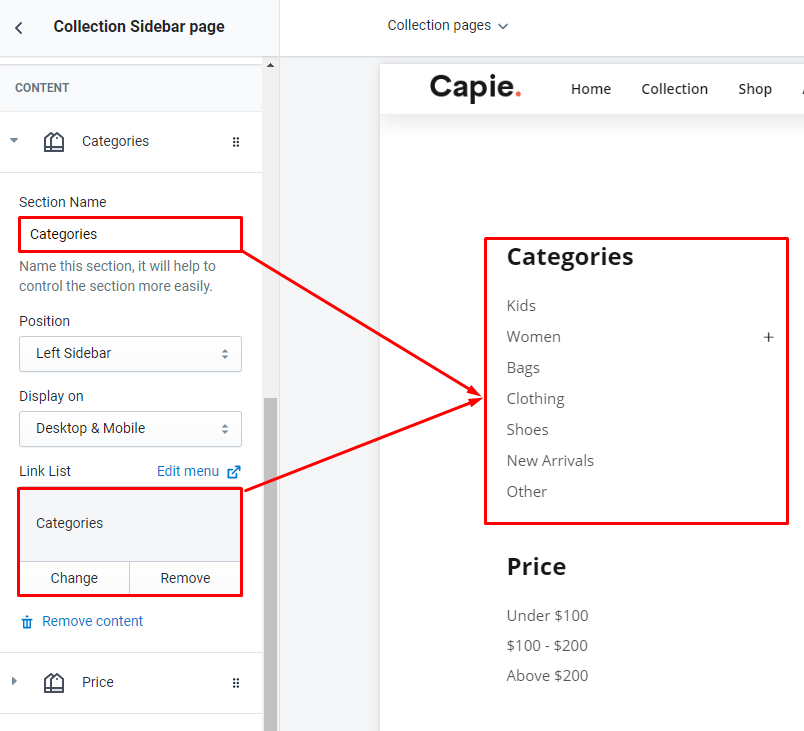 Collection Sidebar page
CONTENT
Categories
Section Name
Categories
Name this section, it will help to
control the section more easily.
Position
Left Sidebar
Display on
Desktop & Mobile
Link List Edit menu
Categories
Change Remove
Remove content
Price
Collection pages
Capie. Home Collection Shop
Categories
Kids
Women +
Bags
Clothing
Shoes
New Arrivals
Other
Price
Under $100
$100 - $200
Above $200